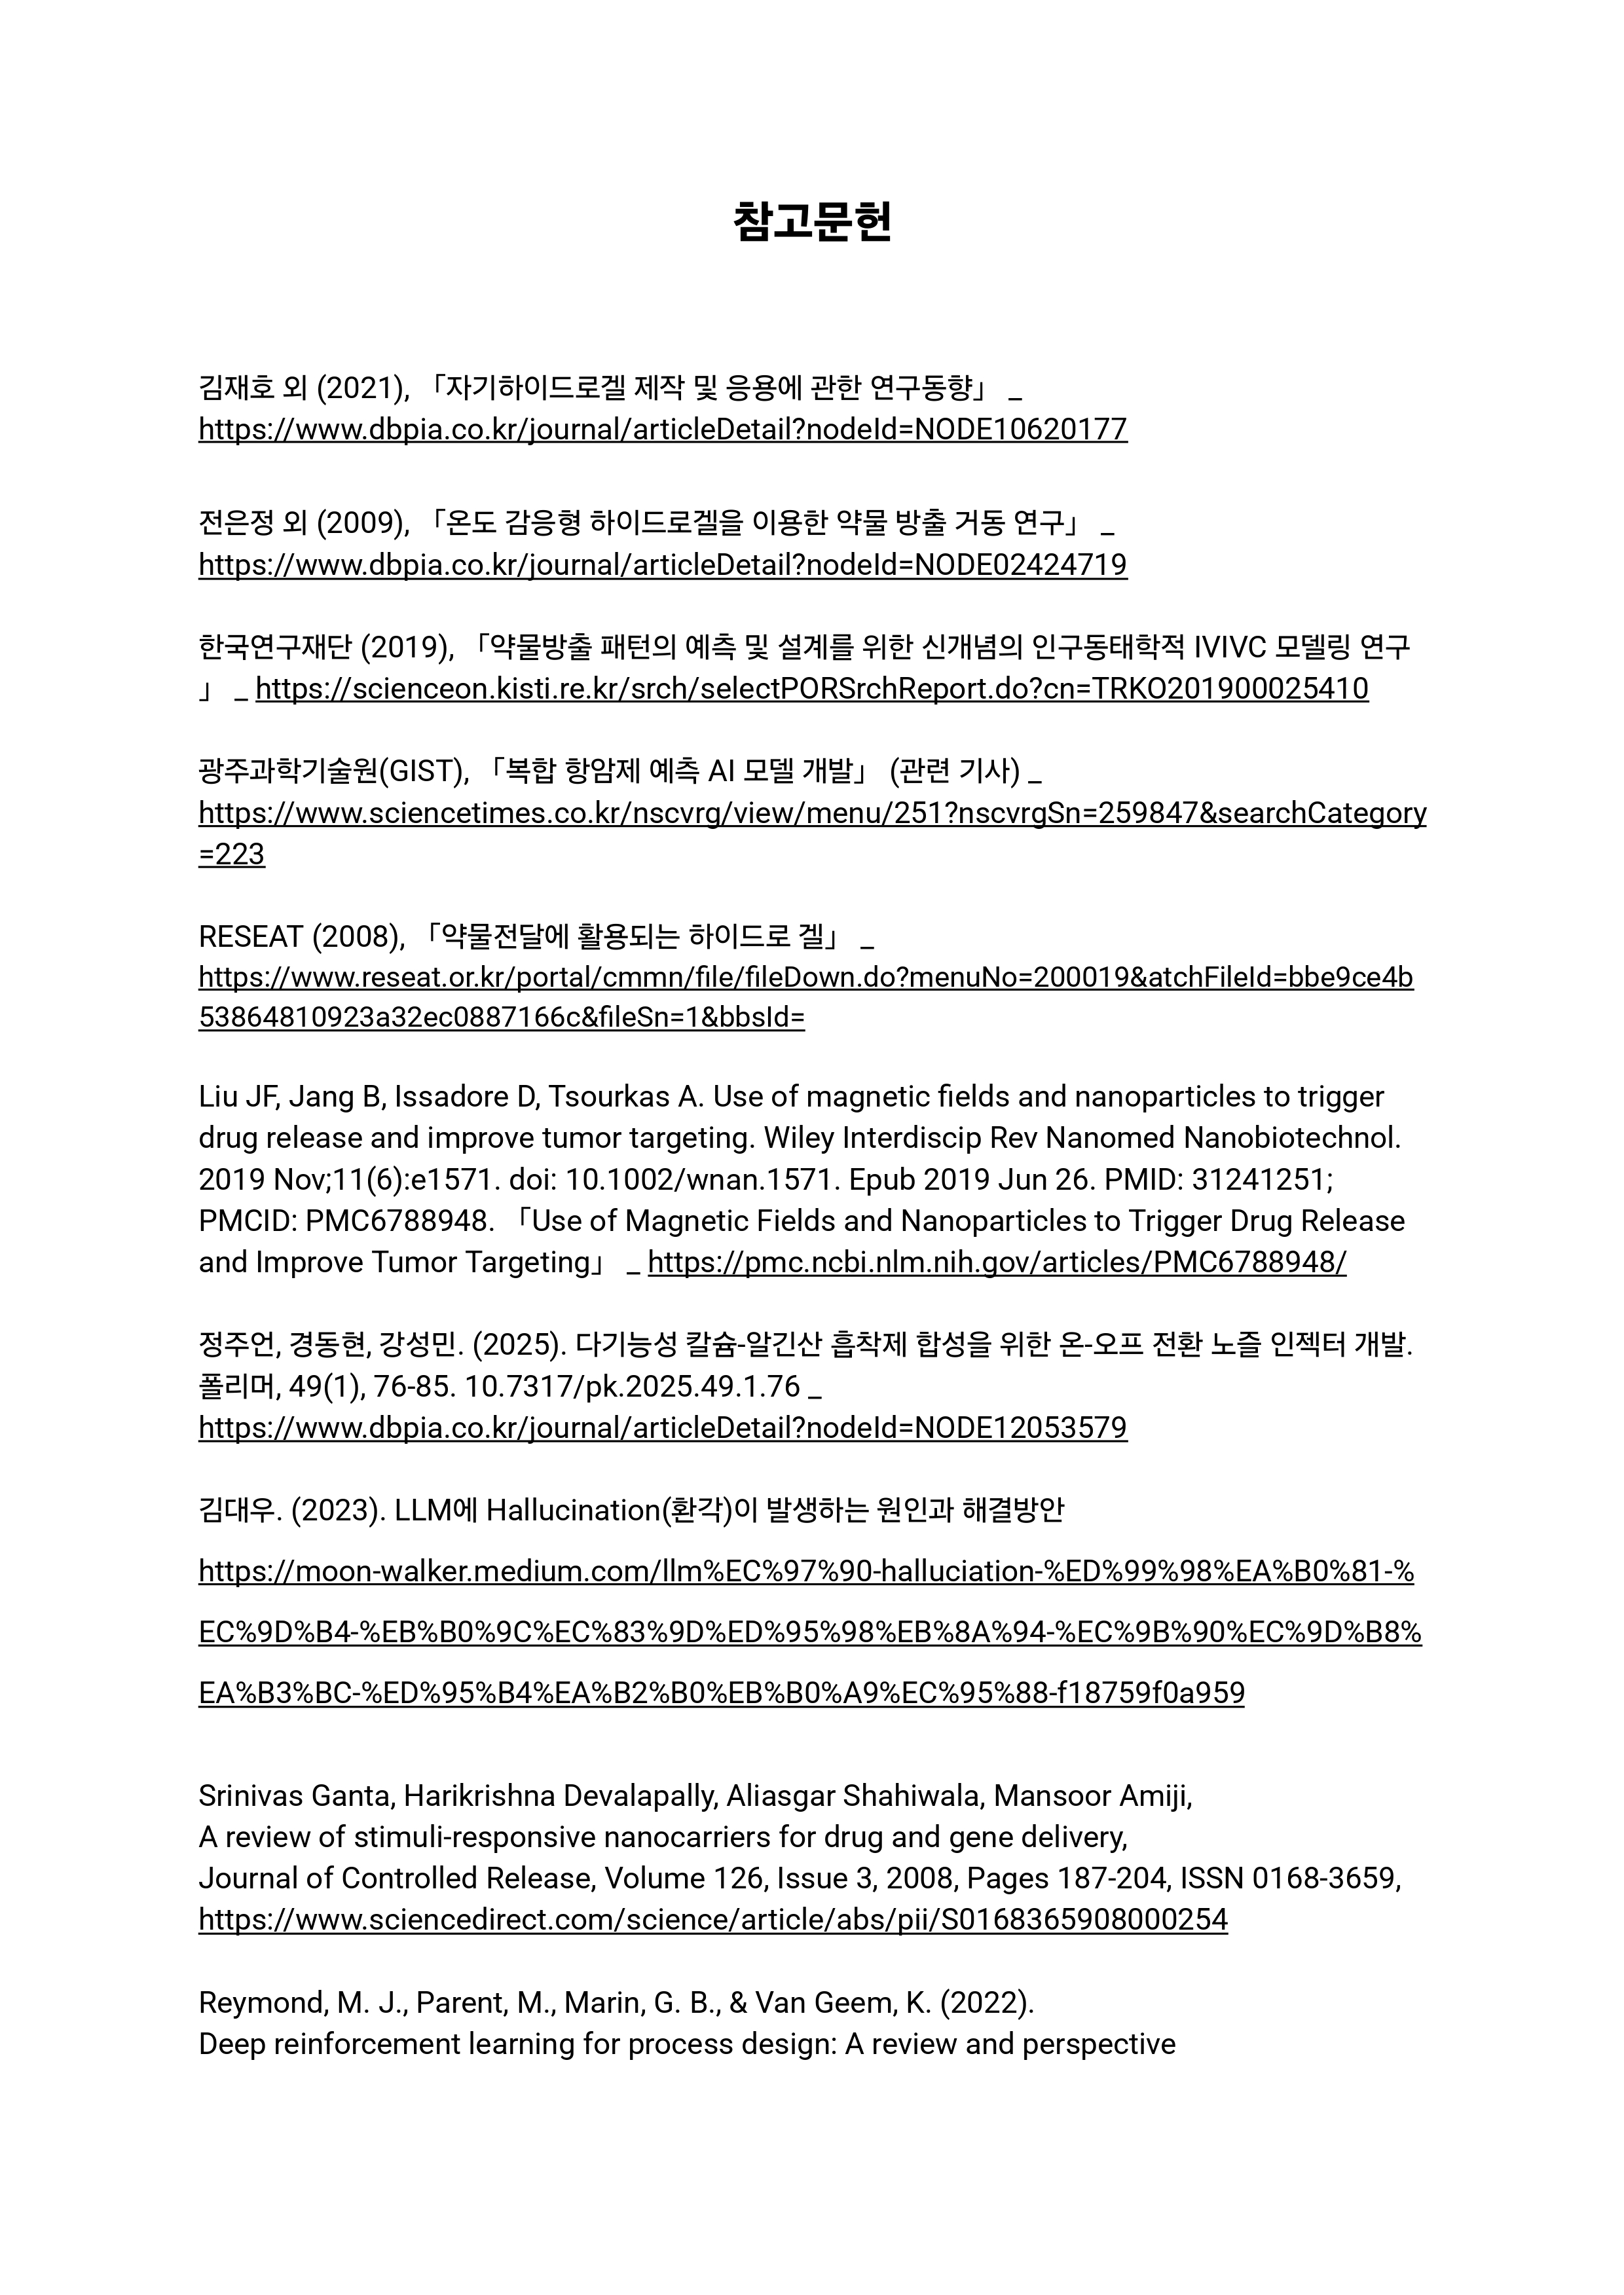 참고문헌
김재호 외 (2021), 「자기하이드로겔 제작 및 응용에 관한 연구동향」 _
https://www.dbpia.co.kr/journal/articleDetail?nodeId=NODE10620177
전은정 외 (2009), 「온도 감응형 하이드로겔을 이용한 약물 방출 거동 연구」 _
https://www.dbpia.co.kr/journal/articleDetail?nodeId=NODE02424719
한국연구재단 (2019), 「약물방출 패턴의 예측 및 설계를 위한 신개념의 인구동태학적 IVIVC 모델링 연구
」 _ https://scienceon.kisti.re.kr/srch/selectPORSrchReport.do?cn=TRKO201900025410
광주과학기술원(GIST), 「복합 항암제 예측 AI 모델 개발」 (관련 기사) _
https://www.sciencetimes.co.kr/nscvrg/view/menu/251?nscvrgSn=259847&searchCategory
=223
RESEAT (2008), 「약물전달에 활용되는 하이드로 겔」 _
https://www.reseat.or.kr/portal/cmmn/file/fileDown.do?menuNo=200019&atchFileId=bbe9ce4b
53864810923a32ec0887166c&fileSn=1&bbsId=
Liu JF, Jang B, Issadore D, Tsourkas A. Use of magnetic fields and nanoparticles to trigger
drug release and improve tumor targeting. Wiley Interdiscip Rev Nanomed Nanobiotechnol.
2019 Nov;11(6):e1571. doi: 10.1002/wnan.1571. Epub 2019 Jun 26. PMID: 31241251;
PMCID: PMC6788948. 「Use of Magnetic Fields and Nanoparticles to Trigger Drug Release
and Improve Tumor Targeting」 _ https://pmc.ncbi.nlm.nih.gov/articles/PMC6788948/
정주언, 경동현, 강성민. (2025). 다기능성 칼슘-알긴산 흡착제 합성을 위한 온-오프 전환 노즐 인젝터 개발.
폴리머, 49(1), 76-85. 10.7317/pk.2025.49.1.76 _
https://www.dbpia.co.kr/journal/articleDetail?nodeId=NODE12053579
김대우. (2023). LLM에 Hallucination(환각)이 발생하는 원인과 해결방안
https://moon-walker.medium.com/llm%EC%97%90-halluciation-%ED%99%98%EA%B0%81-%
EC%9D%B4-%EB%B0%9C%EC%83%9D%ED%95%98%EB%8A%94-%EC%9B%90%EC%9D%B8%
EA%B3%BC-%ED%95%B4%EA%B2%B0%EB%B0%A9%EC%95%88-f18759f0a959
Srinivas Ganta, Harikrishna Devalapally, Aliasgar Shahiwala, Mansoor Amiji,
A review of stimuli-responsive nanocarriers for drug and gene delivery,
Journal of Controlled Release, Volume 126, Issue 3, 2008, Pages 187-204, ISSN 0168-3659,
https://www.sciencedirect.com/science/article/abs/pii/S0168365908000254
Reymond, M. J., Parent, M., Marin, G. B., & Van Geem, K. (2022).
Deep reinforcement learning for process design: A review and perspective